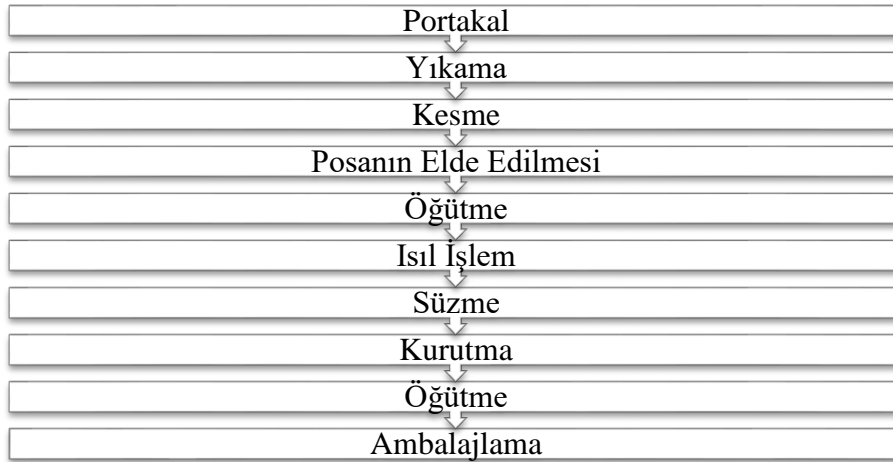 Portakal
Yıkama
Kesme
Posanın Elde Edilmesi
Öğütme
Isıl İşlem
Süzme
Kurutma
Öğütme
Ambalajlama